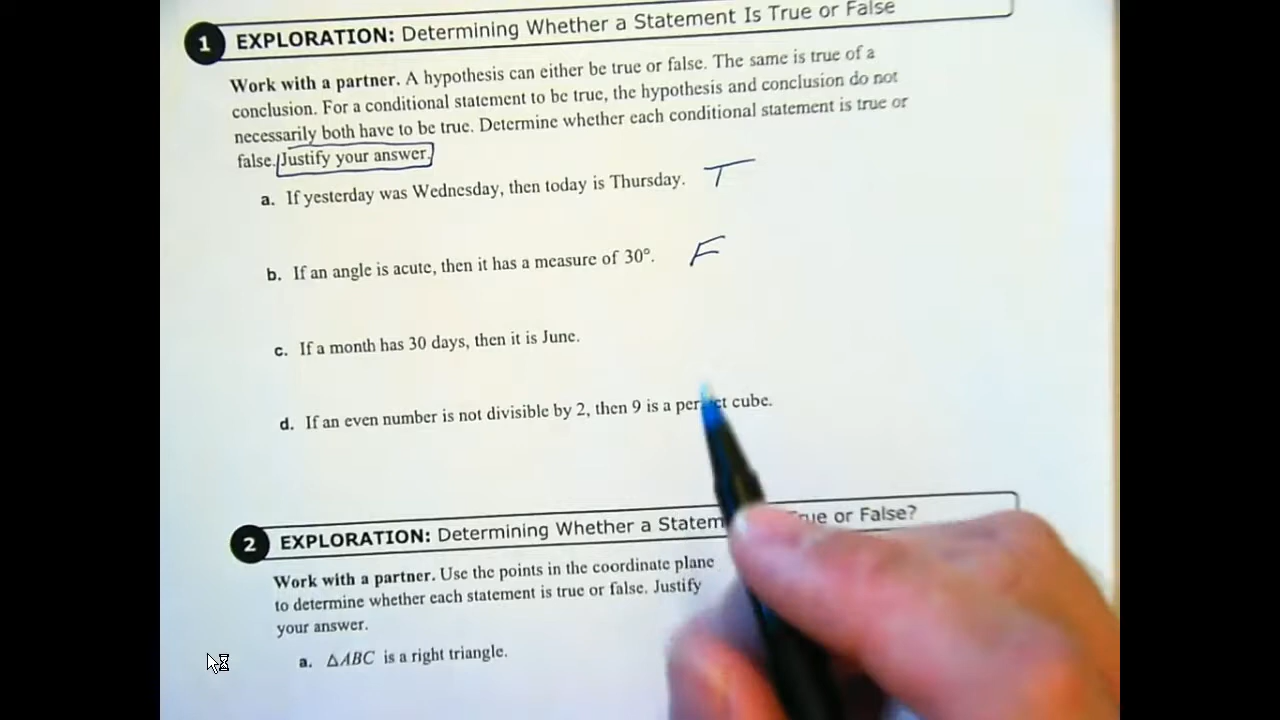 1 EXPLORATION: Determining Whether a Statement Is True or False
Work with a partner. A hypothesis can either be true or false. The same is true of a
conclusion. For a conditional statement to be true, the hypothesis and conclusion do not
necessarily both have to be true. Determine whether each conditional statement is true or
false. Justify your answer.
a. If yesterday was Wednesday, then today is Thursday. T
b. If an angle is acute, then it has a measure of 30°. F
c. If a month has 30 days, then it is June.
d. If an even number is not divisible by 2, then 9 is a perfect cube.
2 EXPLORATION: Determining Whether a Statement True or False?
Work with a partner. Use the points in the coordinate plane
to determine whether each statement is true or false. Justify
your answer.
a. △ABC is a right triangle.